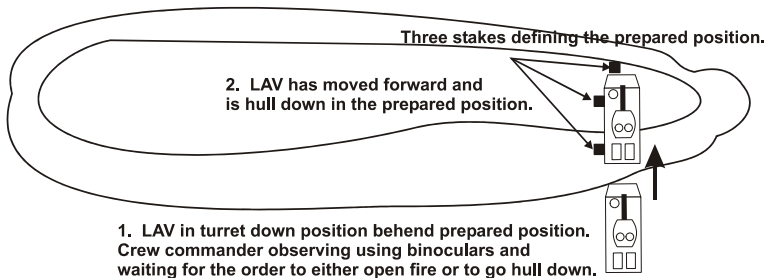 Three stakes defining the prepared position.
2. LAV has moved forward and
is hull down in the prepared position.
1. LAV in turret down position behend prepared position.
Crew commander observing using binoculars and
waiting for the order to either open fire or to go hull down.